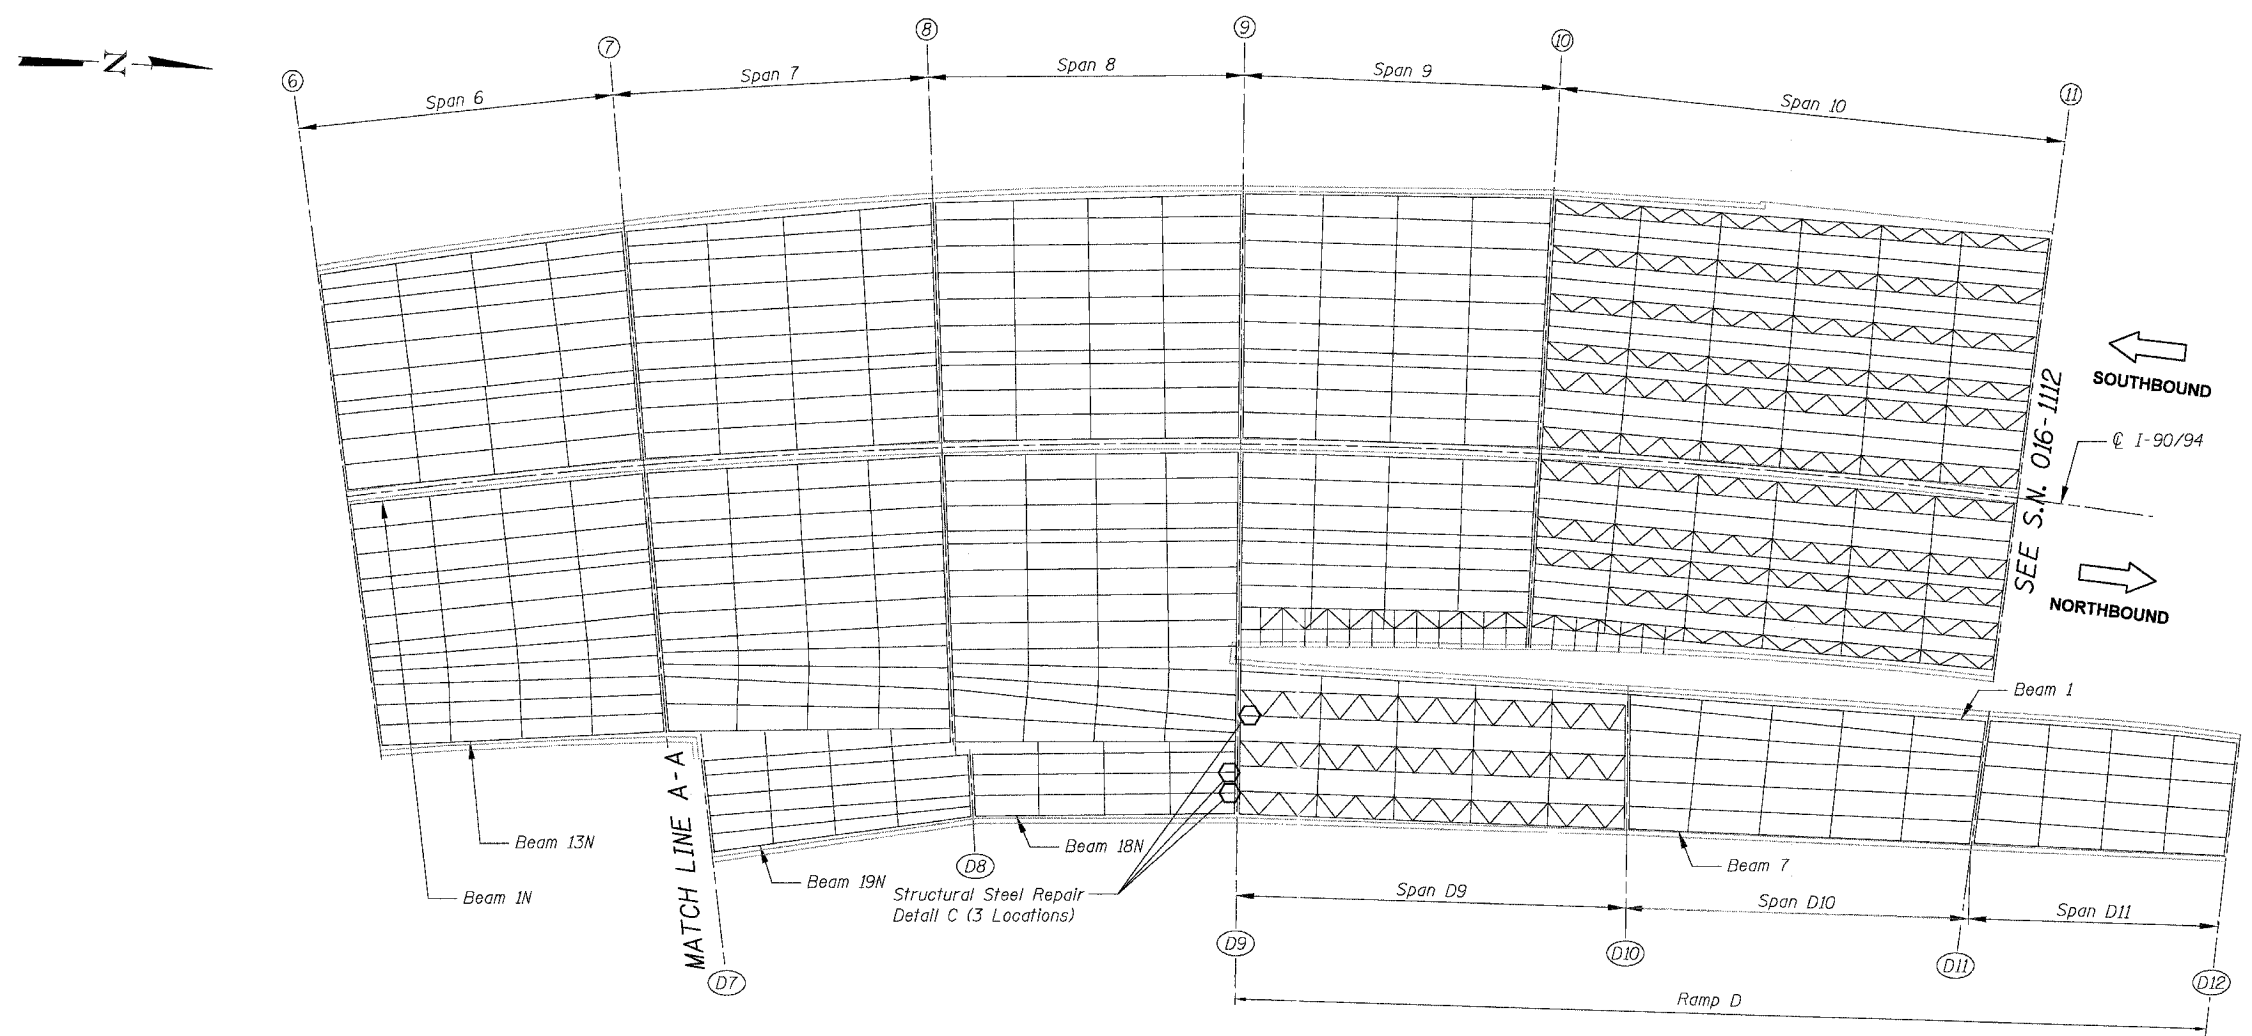 N
6
7
8
9
10
11
Span 6
Span 7
Span 8
Span 9
Span 10
SOUTHBOUND
℄ I-90/94
SEE S.N. 016-1112
NORTHBOUND
Beam 1
MATCH LINE A-A
Beam 13N
Beam 1N
Beam 19N
D8
Beam 18N
Structural Steel Repair
Detail C (3 Locations)
Beam 7
Span D9
Span D10
Span D11
D7
D9
D10
D11
D12
Ramp D